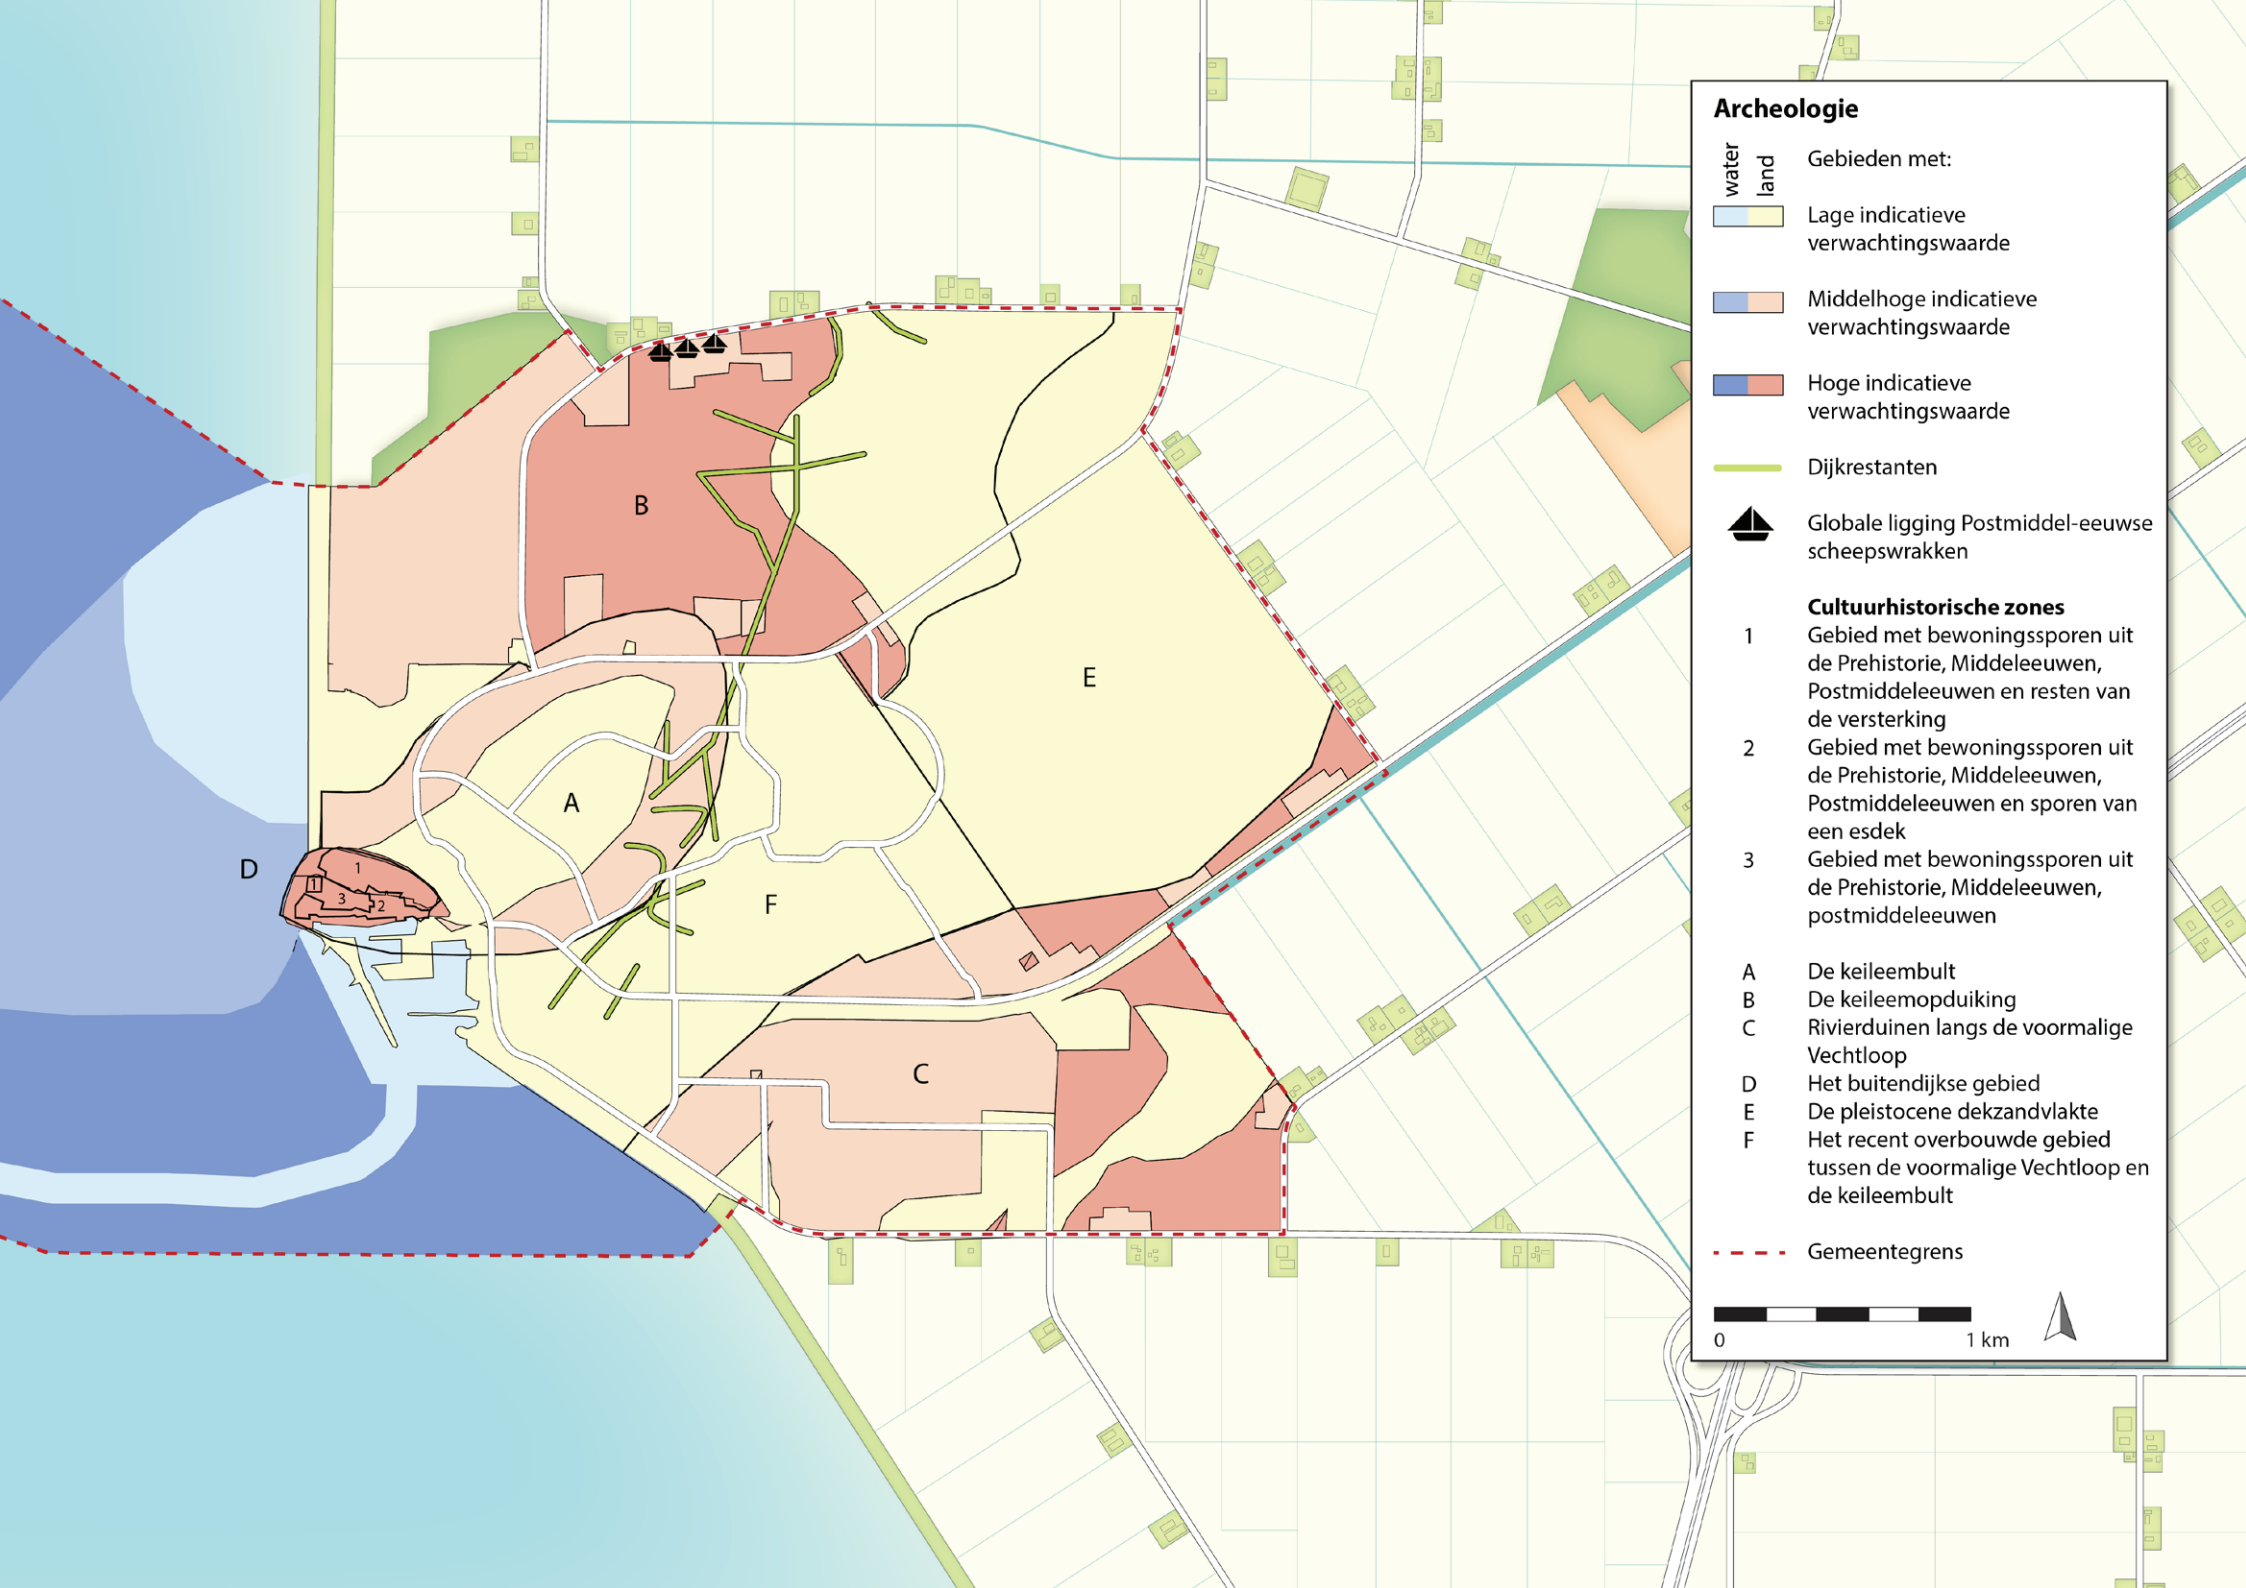 Archeologie
water
land
Gebieden met:
Lage indicatieve
verwachtingswaarde
Middelhoge indicatieve
verwachtingswaarde
Hoge indicatieve
verwachtingswaarde
Dijkrestanten
Globale ligging Postmiddel-eeuwse
scheepswrakken
Cultuurhistorische zones
1 Gebied met bewoningssporen uit
de Prehistorie, Middeleeuwen,
Postmiddeleeuwen en resten van
de versterking
2 Gebied met bewoningssporen uit
de Prehistorie, Middeleeuwen,
Postmiddeleeuwen en sporen van
een esdek
3 Gebied met bewoningssporen uit
de Prehistorie, Middeleeuwen,
postmiddeleeuwen
A De keileembult
B De keileemopduiking
C Rivierduinen langs de voormalige
Vechtloop
D Het buitendijkse gebied
E De pleistocene dekzandvlakte
F Het recent overbouwde gebied
tussen de voormalige Vechtloop en
de keileembult
Gemeentegrens
0 1 km
B
E
A
D
1
1
3
2
F
C